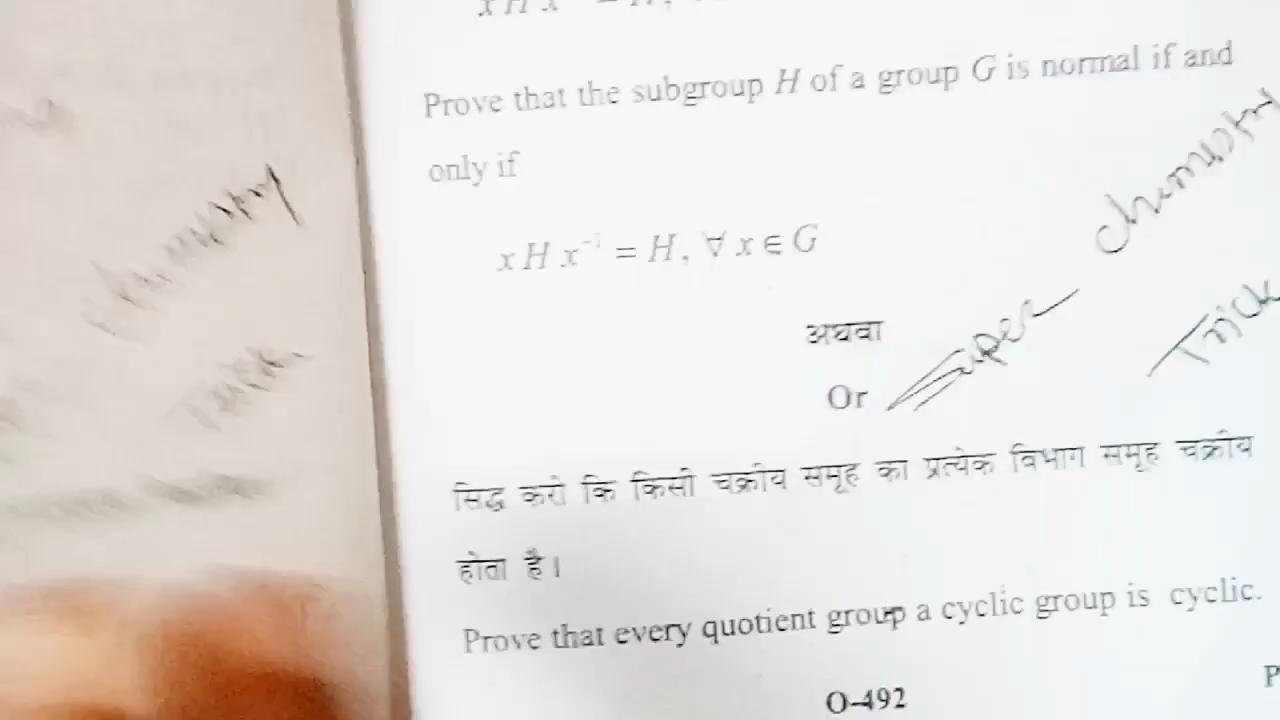 Prove that the subgroup H of a group G is normal if and
only if
x H x⁻¹ = H, ∀ x ∈ G
अथवा
Or
Super
Chemistry
Trick
सिद्ध करो कि किसी चक्रीय समूह का प्रत्येक विभाग समूह चक्रीय
होता है।
Prove that every quotient group a cyclic group is cyclic.
O-492
P